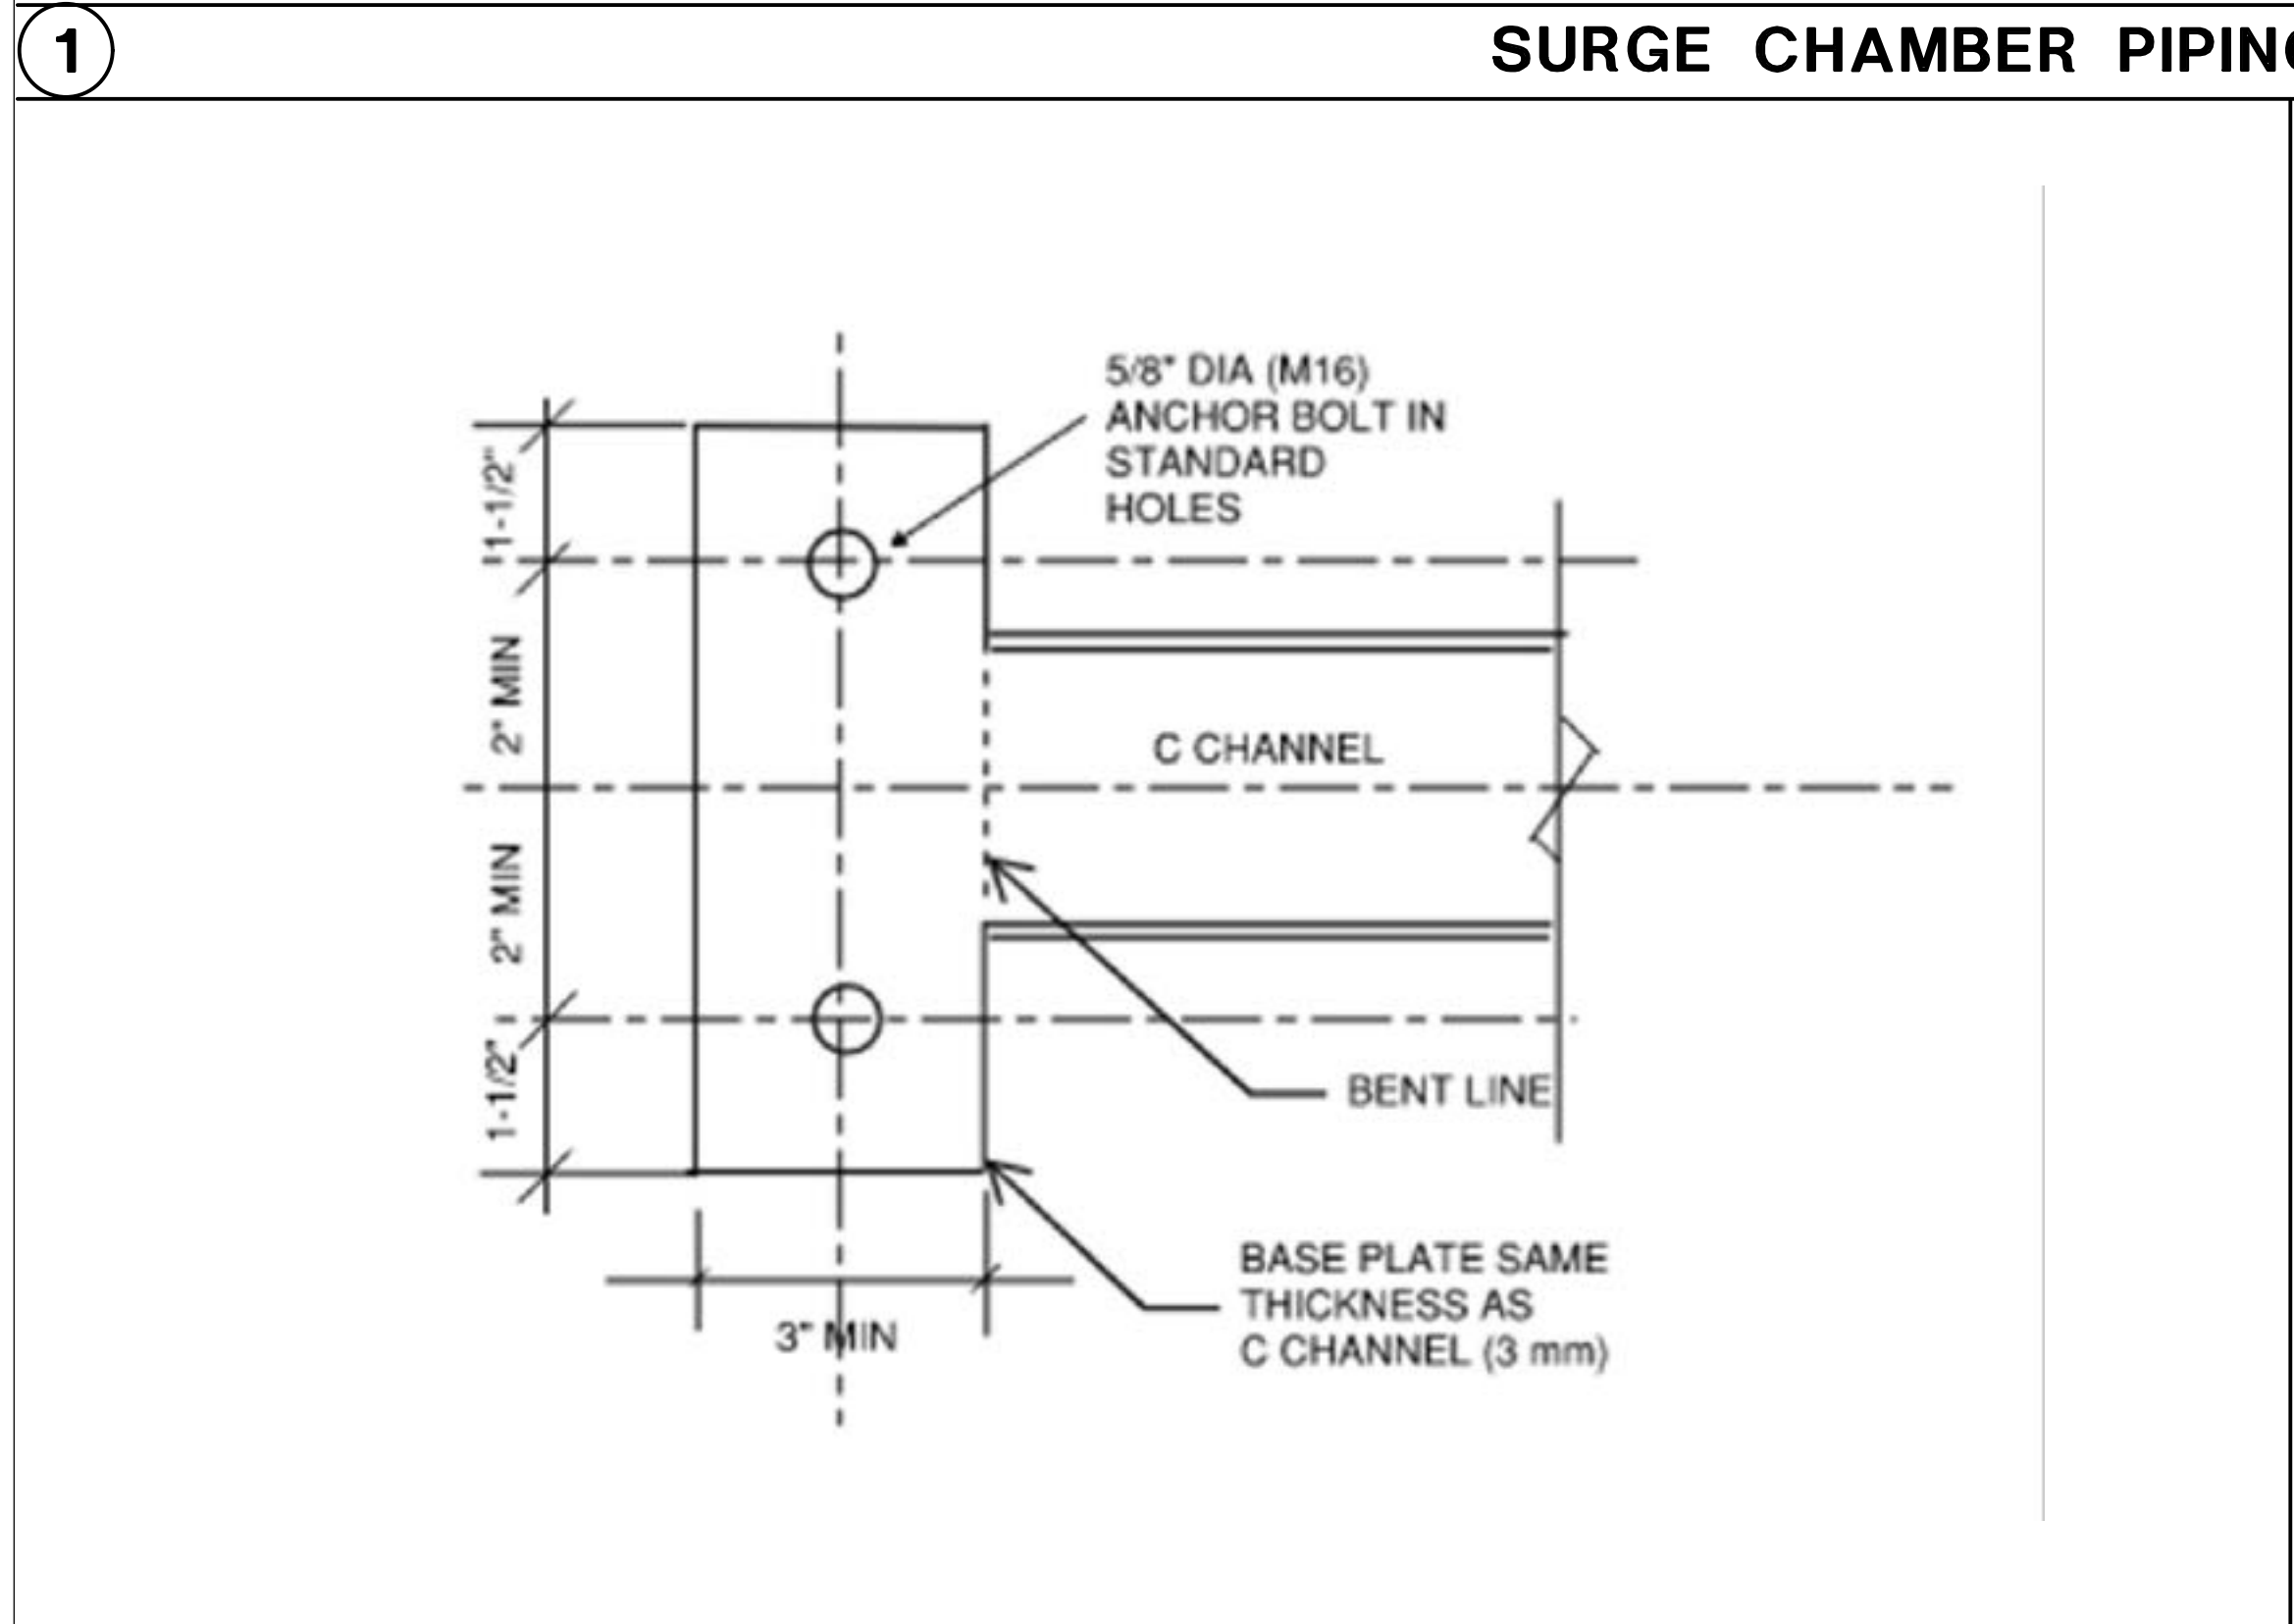 1
SURGE CHAMBER PIPING
5/8" DIA (M16)
ANCHOR BOLT IN
STANDARD
HOLES
1-1/2"
2" MIN
C CHANNEL
2" MIN
1-1/2"
BENT LINE
BASE PLATE SAME
THICKNESS AS
C CHANNEL (3 mm)
3" MIN